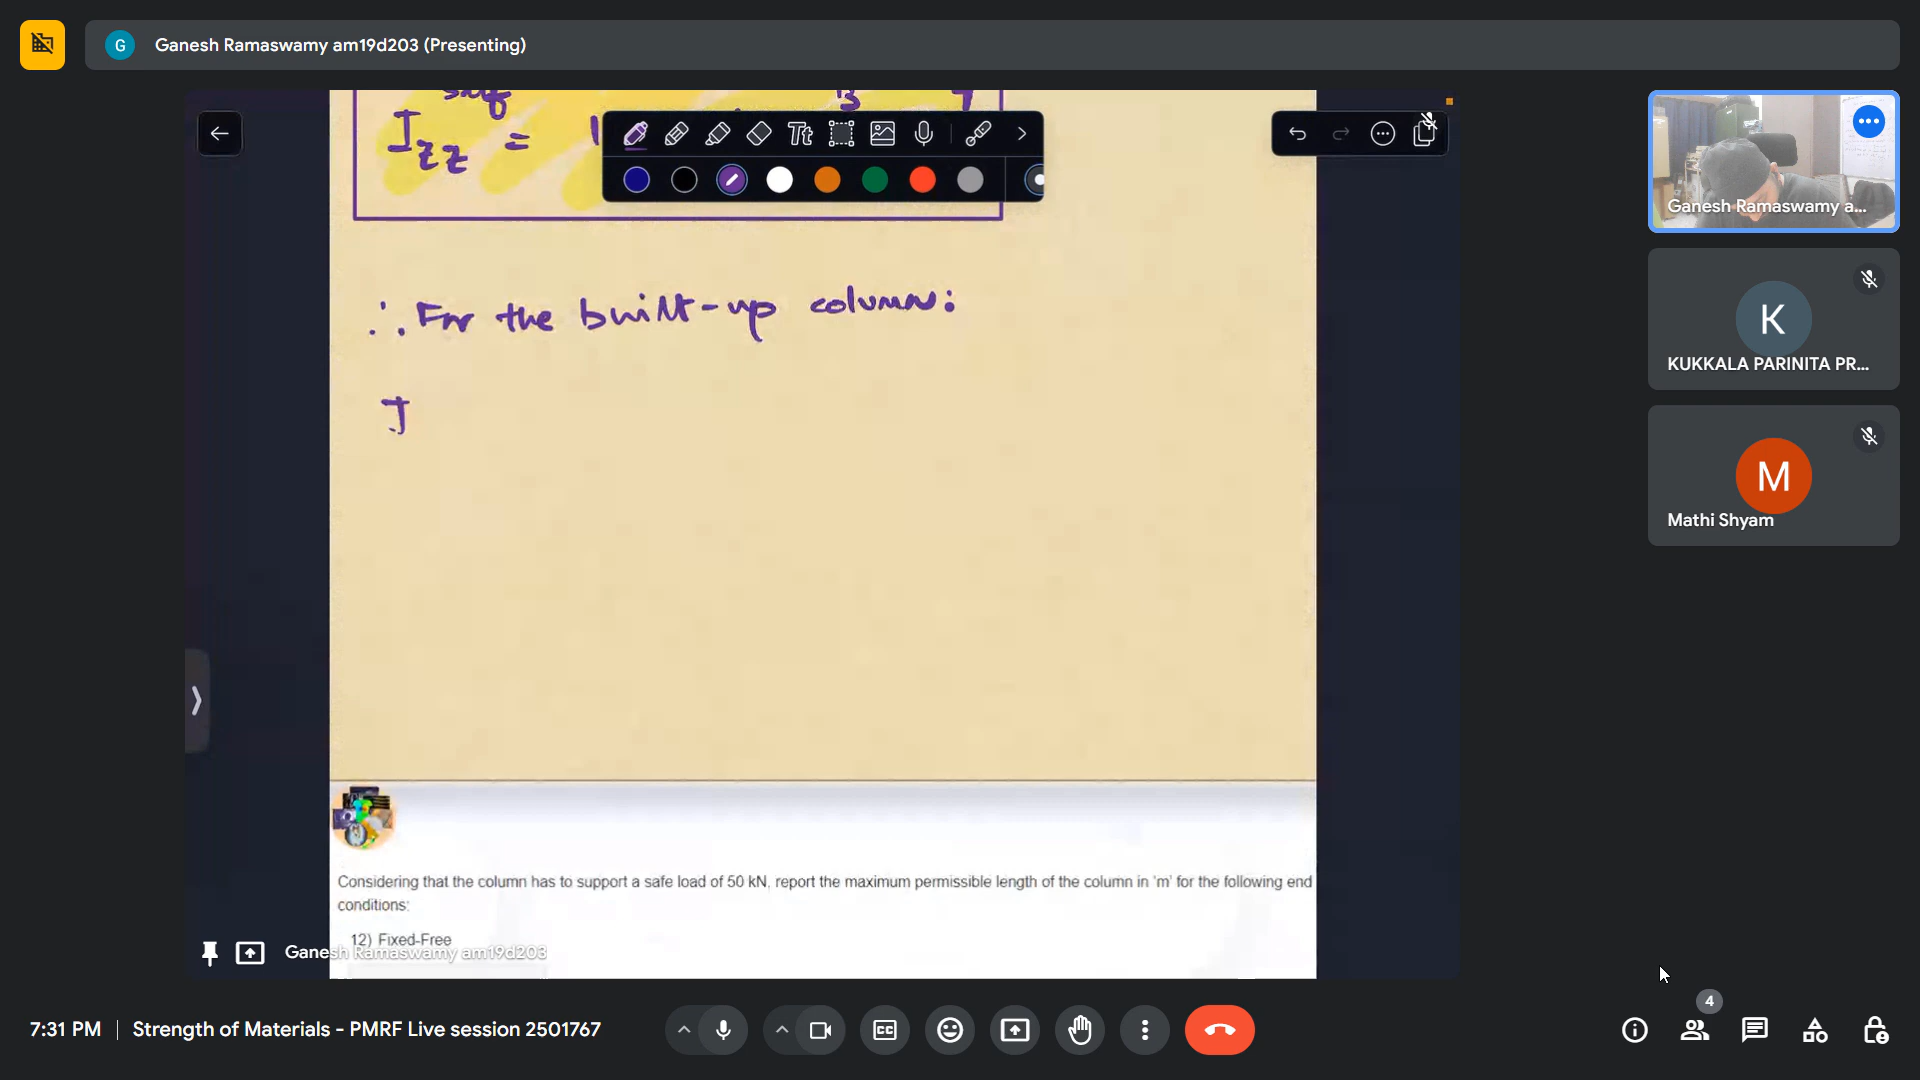 G Ganesh Ramaswamy am19d203 (Presenting)
self
Izz =
Tt
∴ For the built-up column:
I
Considering that the column has to support a safe load of 50 kN, report the maximum permissible length of the column in 'm' for the following end
conditions:
12) Fixed-Free
Ganesh Ramaswamy am19d203
Ganesh Ramaswamy a...
K
KUKKALA PARINITA PR...
M
Mathi Shyam
7:31 PM | Strength of Materials - PMRF Live session 2501767
CC
4